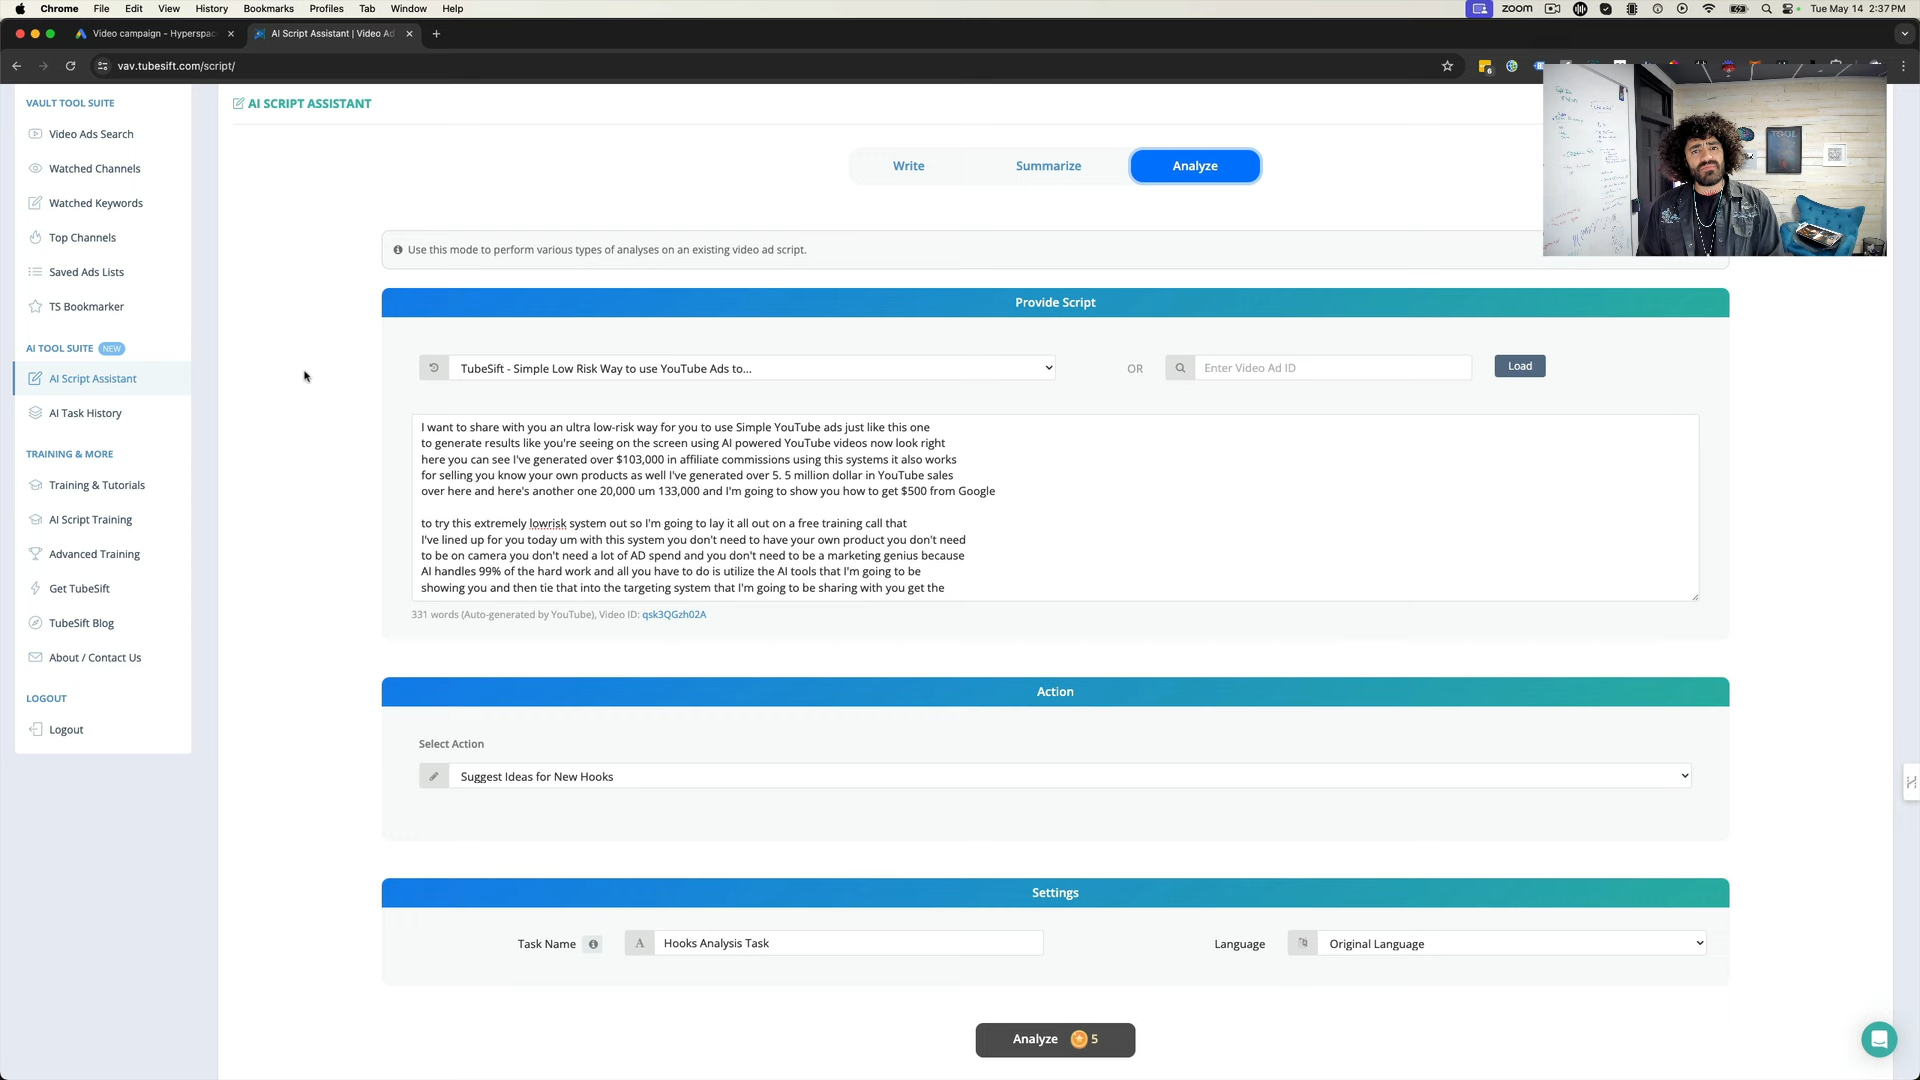 Chrome File Edit View History Bookmarks Profiles Tab Window Help
zoom
Tue May 14 2:37 PM
Video campaign - Hyperspac
AI Script Assistant | Video Ad
vav.tubesift.com/script/
6
VAULT TOOL SUITE
Video Ads Search
Watched Channels
Watched Keywords
Top Channels
Saved Ads Lists
TS Bookmarker
AI TOOL SUITE NEW
AI Script Assistant
AI Task History
TRAINING & MORE
Training & Tutorials
AI Script Training
Advanced Training
Get TubeSift
TubeSift Blog
About / Contact Us
LOGOUT
Logout
AI SCRIPT ASSISTANT
Write Summarize Analyze
TOOL
Use this mode to perform various types of analyses on an existing video ad script.
Provide Script
TubeSift - Simple Low Risk Way to use YouTube Ads to...
OR
Enter Video Ad ID
Load
I want to share with you an ultra low-risk way for you to use Simple YouTube ads just like this one
to generate results like you're seeing on the screen using AI powered YouTube videos now look right
here you can see I've generated over $103,000 in affiliate commissions using this systems it also works
for selling you know your own products as well I've generated over 5. 5 million dollar in YouTube sales
over here and here's another one 20,000 um 133,000 and I'm going to show you how to get $500 from Google
to try this extremely lowrisk system out so I'm going to lay it all out on a free training call that
I've lined up for you today um with this system you don't need to have your own product you don't need
to be on camera you don't need a lot of AD spend and you don't need to be a marketing genius because
AI handles 99% of the hard work and all you have to do is utilize the AI tools that I'm going to be
showing you and then tie that into the targeting system that I'm going to be sharing with you get the
331 words (Auto-generated by YouTube), Video ID: qsk3QGzh02A
Action
Select Action
Suggest Ideas for New Hooks
Settings
Task Name
A
Hooks Analysis Task
Language
Original Language
Analyze 5